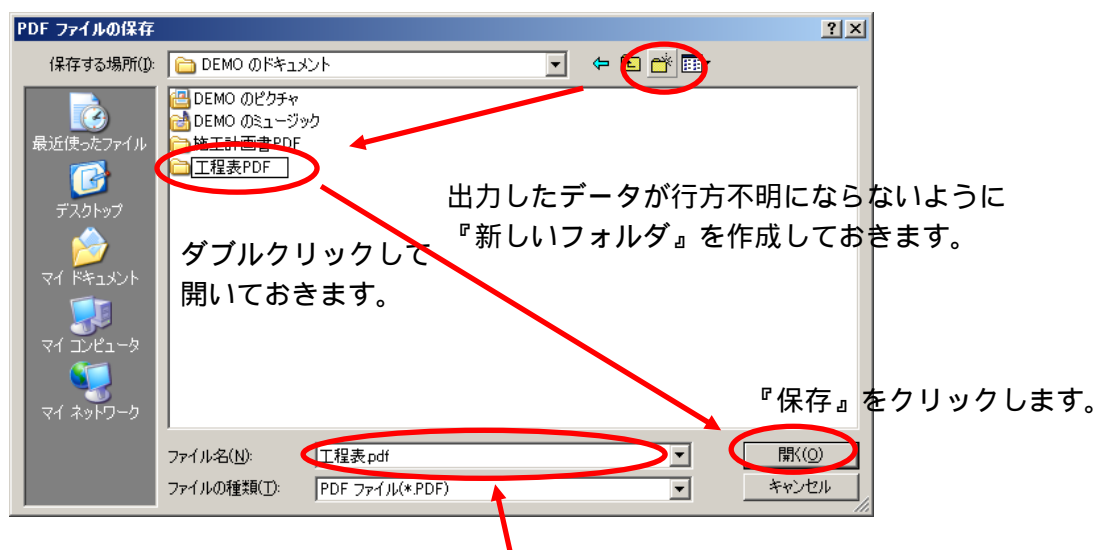 PDF ファイルの保存
保存する場所(I):
DEMO のドキュメント
DEMO のピクチャ
DEMO のミュージック
施工計画書PDF
工程表PDF
最近使ったファイル
デスクトップ
マイ ドキュメント
マイ コンピュータ
マイ ネットワーク
出力したデータが行方不明にならないように
『新しいフォルダ』を作成しておきます。
ダブルクリックして
開いておきます。
『保存』をクリックします。
ファイル名(N):
工程表.pdf
開く(O)
ファイルの種類(T):
PDF ファイル(*.PDF)
キャンセル